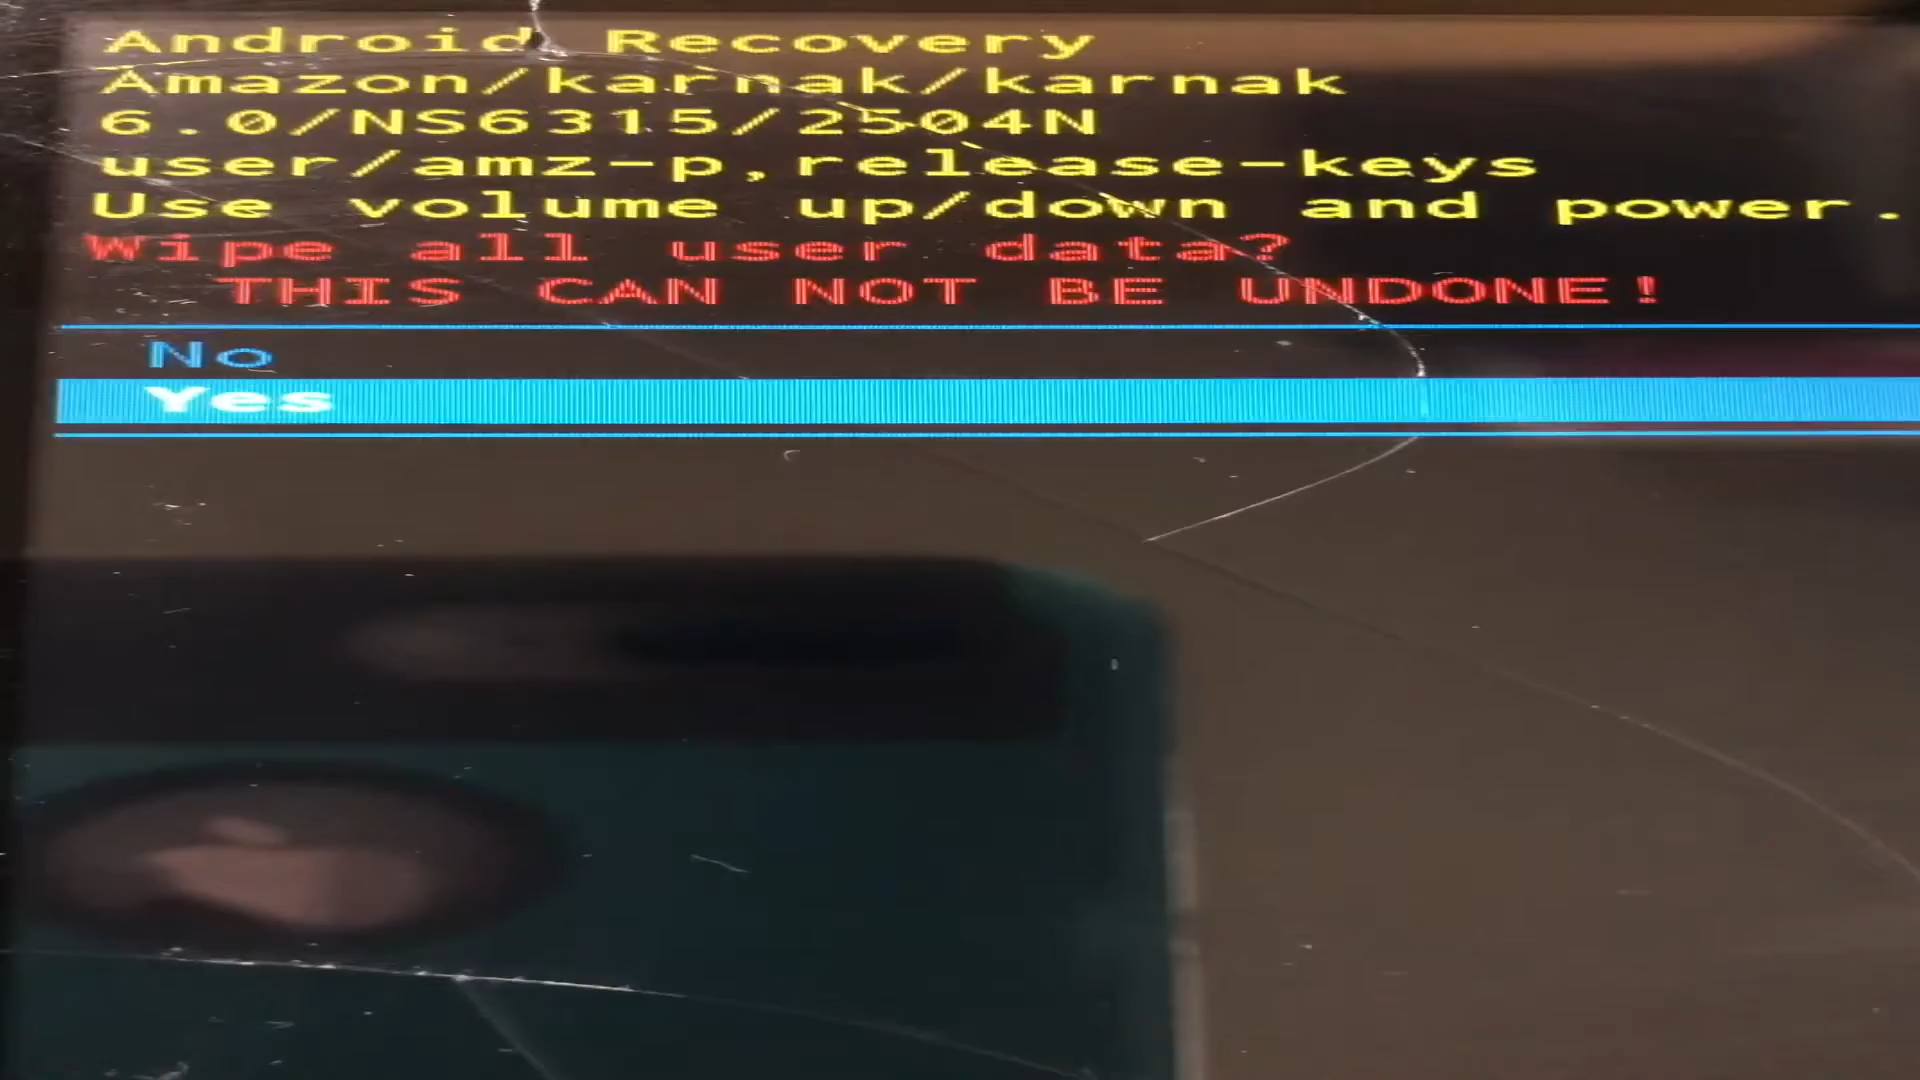 Android Recovery
Amazon/karnak/karnak
6.0/NS6315/2504N
user/amz-p,release-keys
Use volume up/down and power.
Wipe all user data?
THIS CAN NOT BE UNDONE!
No
Yes